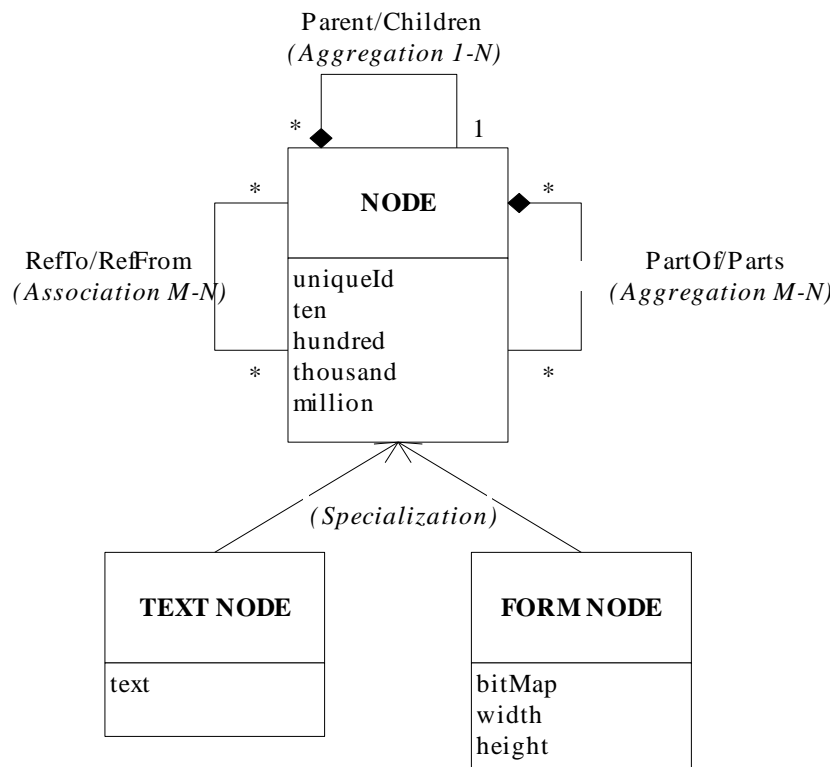 Parent/Children
(Aggregation 1-N)
* 1
* NODE *
RefTo/RefFrom
(Association M-N)
PartOf/Parts
(Aggregation M-N)
uniqueId
ten
hundred
thousand
million
* *
(Specialization)
TEXT NODE
text
FORM NODE
bitMap
width
height